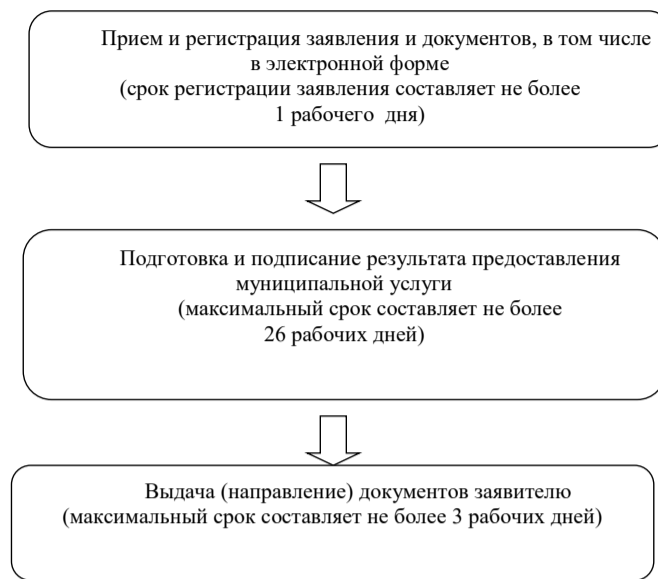 Прием и регистрация заявления и документов, в том числе
в электронной форме
(срок регистрации заявления составляет не более
1 рабочего дня)
Подготовка и подписание результата предоставления
муниципальной услуги
(максимальный срок составляет не более
26 рабочих дней)
Выдача (направление) документов заявителю
(максимальный срок составляет не более 3 рабочих дней)